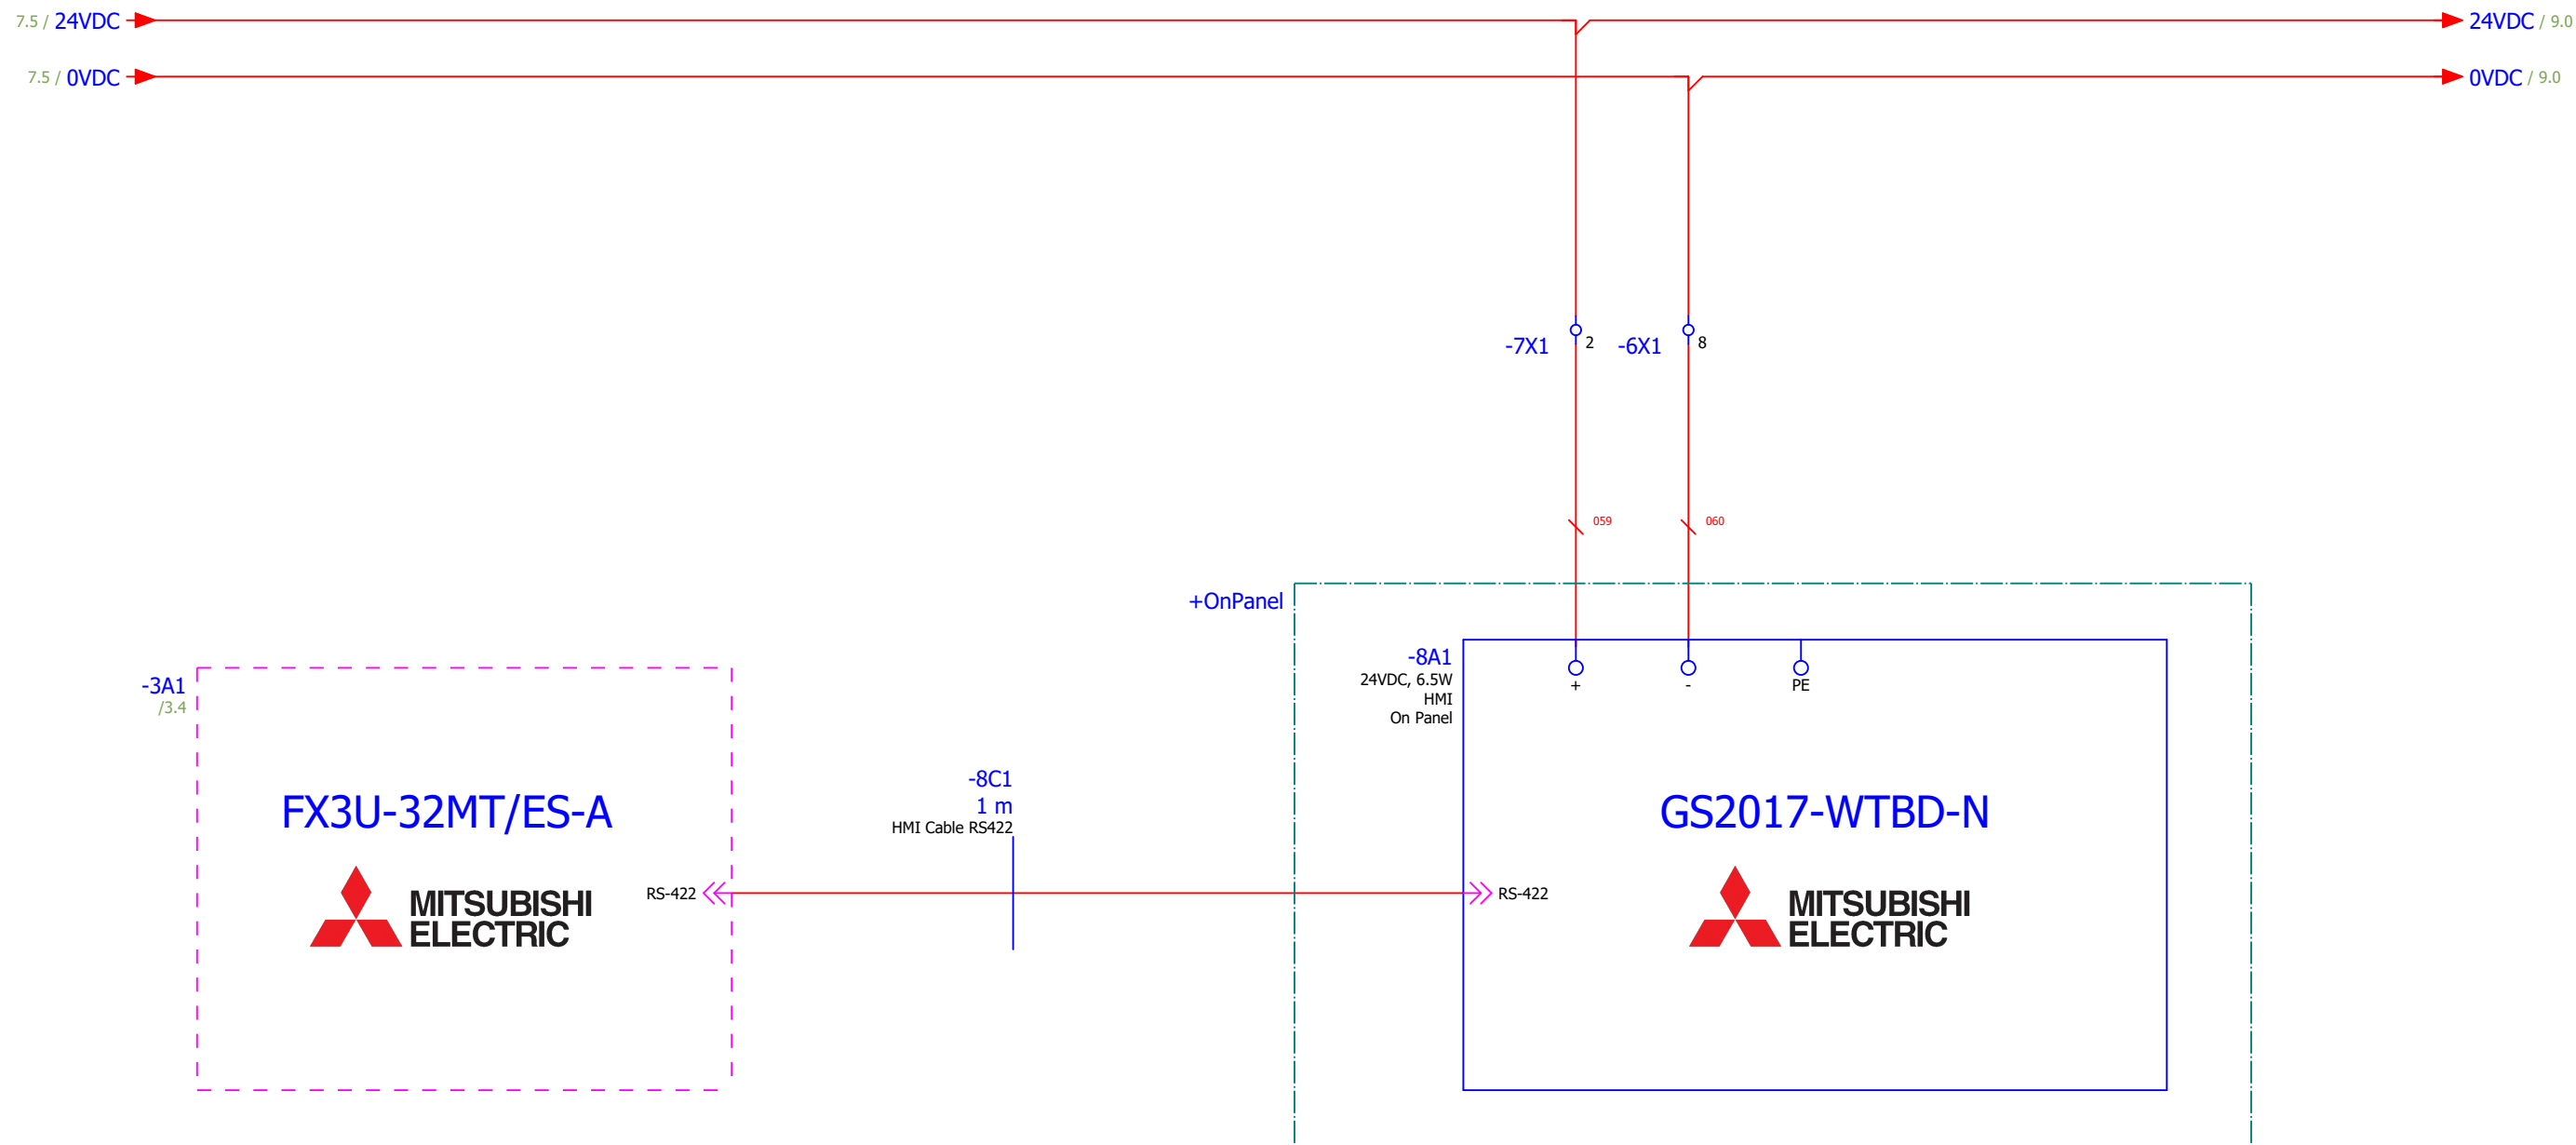 7.5 / 24VDC
24VDC / 9.0
7.5 / 0VDC
0VDC / 9.0
-7X1
2
-6X1
8
059
060
+OnPanel
-8A1
24VDC, 6.5W
HMI
On Panel
+
-
PE
-3A1
/3.4
-8C1
1 m
HMI Cable RS422
FX3U-32MT/ES-A
GS2017-WTBD-N
MITSUBISHI
ELECTRIC
RS-422
RS-422
MITSUBISHI
ELECTRIC